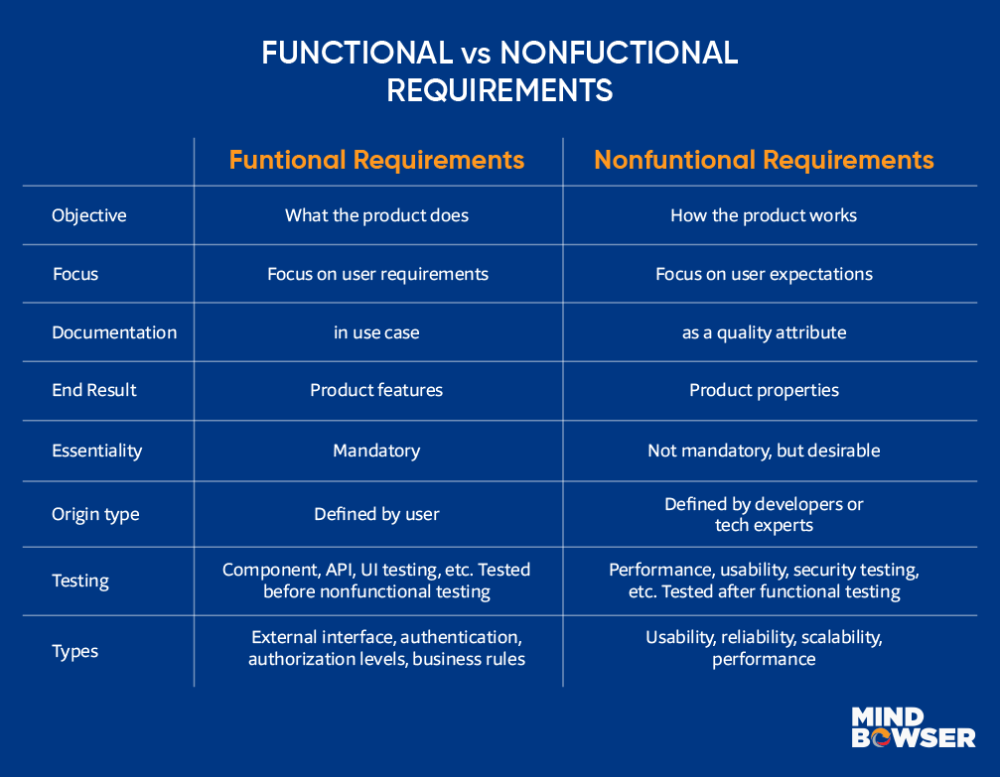 FUNCTIONAL vs NONFUCTIONAL
REQUIREMENTS
Funtional Requirements
Nonfuntional Requirements
Objective
What the product does
How the product works
Focus
Focus on user requirements
Focus on user expectations
Documentation
in use case
as a quality attribute
End Result
Product features
Product properties
Essentiality
Mandatory
Not mandatory, but desirable
Origin type
Defined by user
Defined by developers or
tech experts
Testing
Component, API, UI testing, etc. Tested
before nonfunctional testing
Performance, usability, security testing,
etc. Tested after functional testing
Types
External interface, authentication,
authorization levels, business rules
Usability, reliability, scalability,
performance
MIND
BOWSER